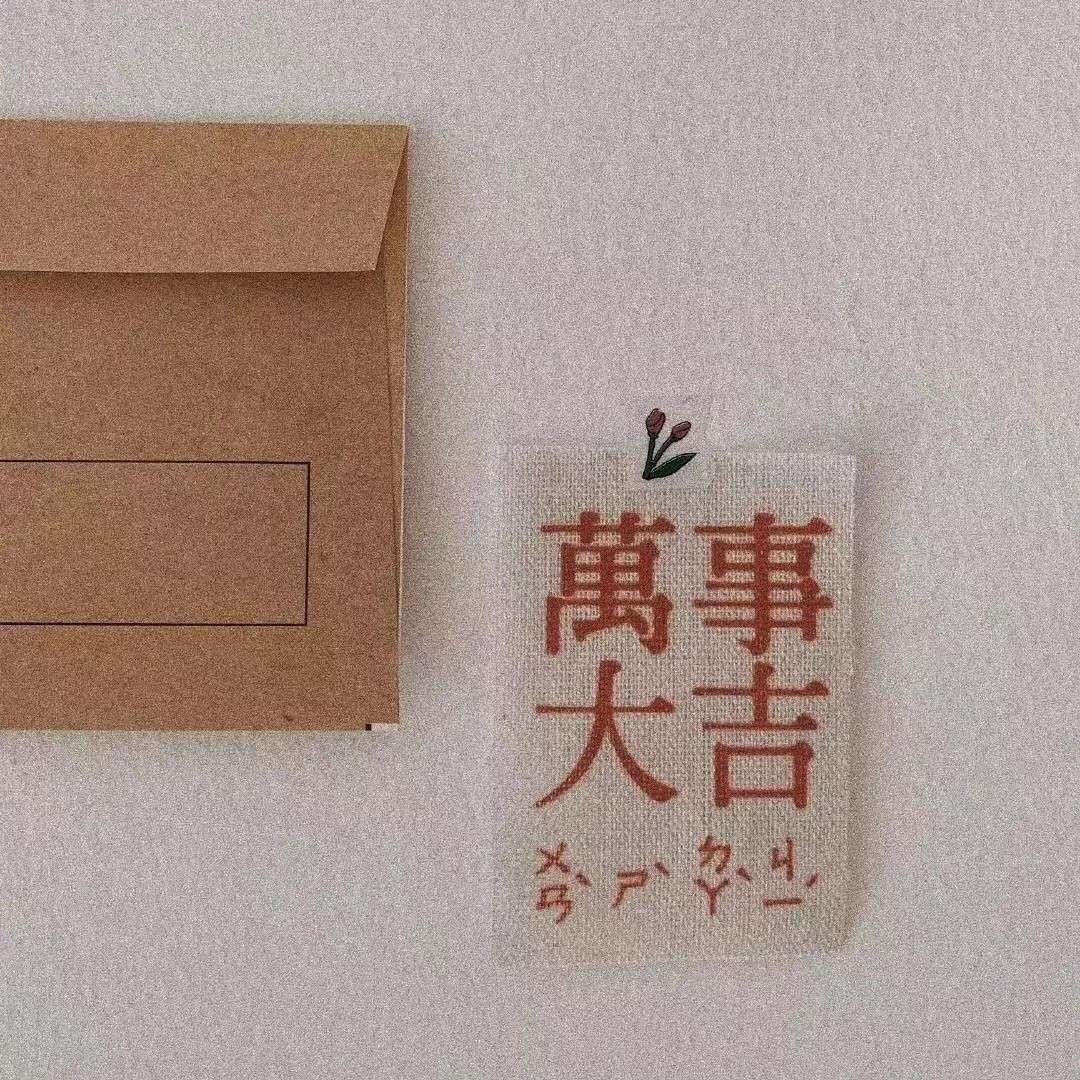 萬事
大吉
ㄨㄢˋ ㄕˋ ㄉㄚˋ ㄐㄧˊ